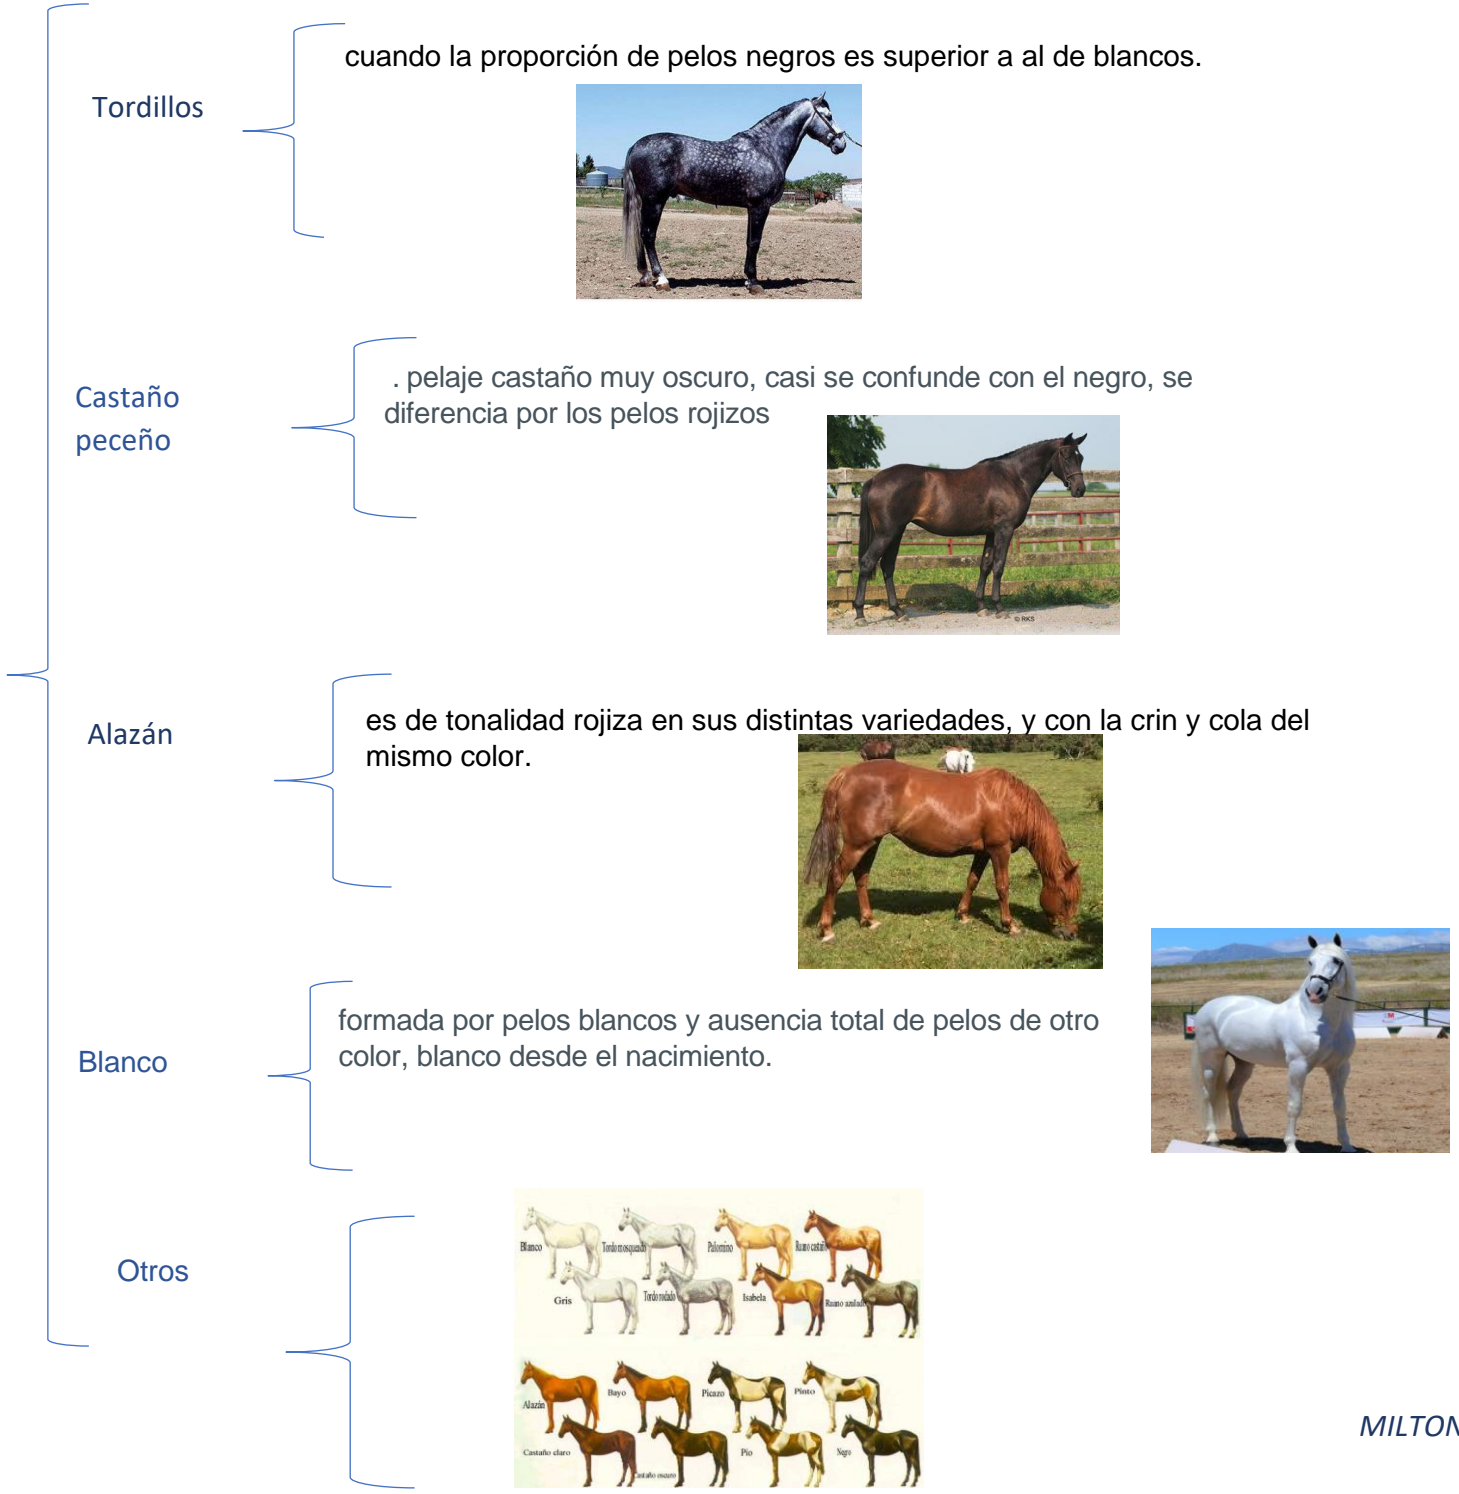 cuando la proporción de pelos negros es superior a al de blancos.
Tordillos
Castaño
peceño
. pelaje castaño muy oscuro, casi se confunde con el negro, se
diferencia por los pelos rojizos
© RKS
Alazán
es de tonalidad rojiza en sus distintas variedades, y con la crin y cola del
mismo color.
Blanco
formada por pelos blancos y ausencia total de pelos de otro
color, blanco desde el nacimiento.
Otros
Blanco
Tordo mosqueado
Palomino
Ruano castaño
Gris
Tordo rodado
Isabela
Ruano azulado
Alazán
Bayo
Picazo
Pinto
Castaño claro
Castaño oscuro
Pío
Negro
MILTON